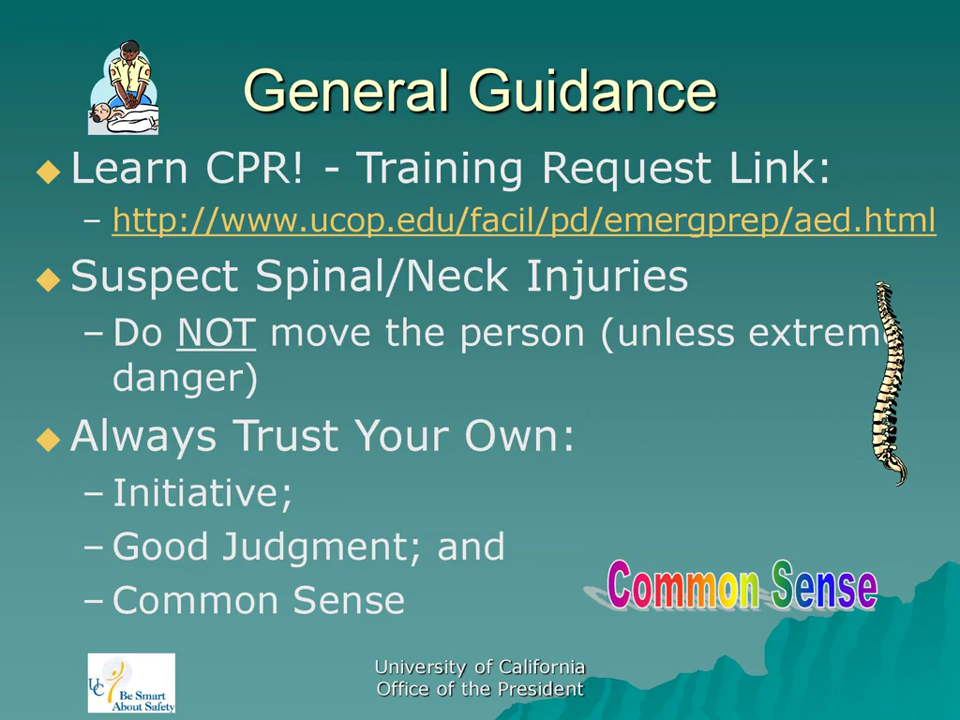 General Guidance
Learn CPR! - Training Request Link:
– http://www.ucop.edu/facil/pd/emergprep/aed.html
Suspect Spinal/Neck Injuries
– Do NOT move the person (unless extreme
danger)
Always Trust Your Own:
– Initiative;
– Good Judgment; and
– Common Sense
Common Sense
UC Be Smart
About Safety
University of California
Office of the President